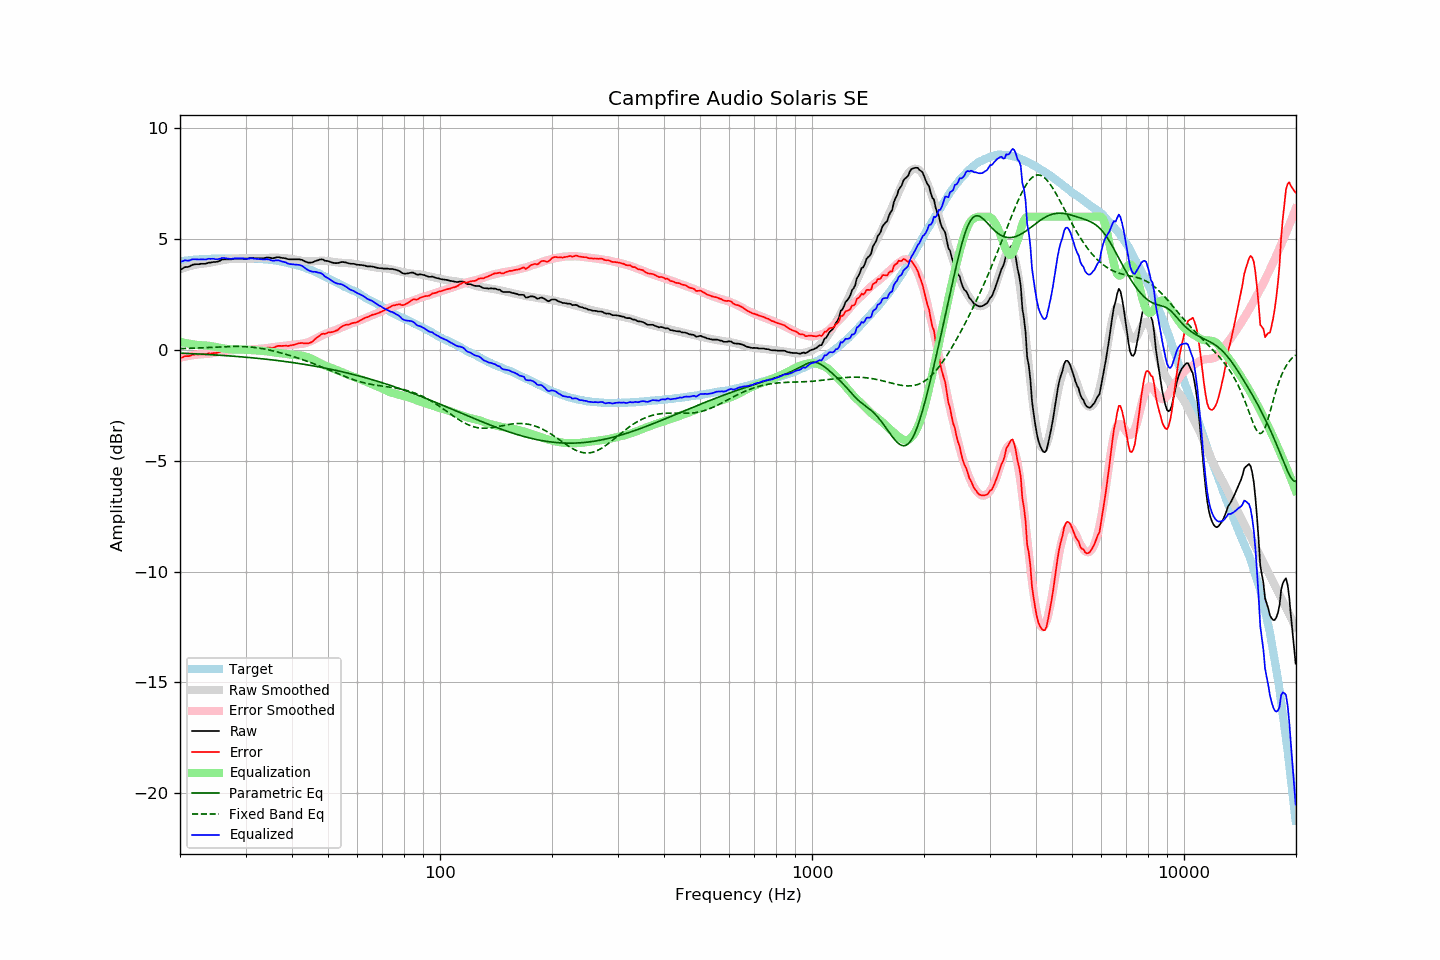 Campfire Audio Solaris SE
10
5
0
−5
−10
−15
−20
Amplitude (dBr)
Target
Raw Smoothed
Error Smoothed
Raw
Error
Equalization
Parametric Eq
Fixed Band Eq
Equalized
100
1000
10000
Frequency (Hz)